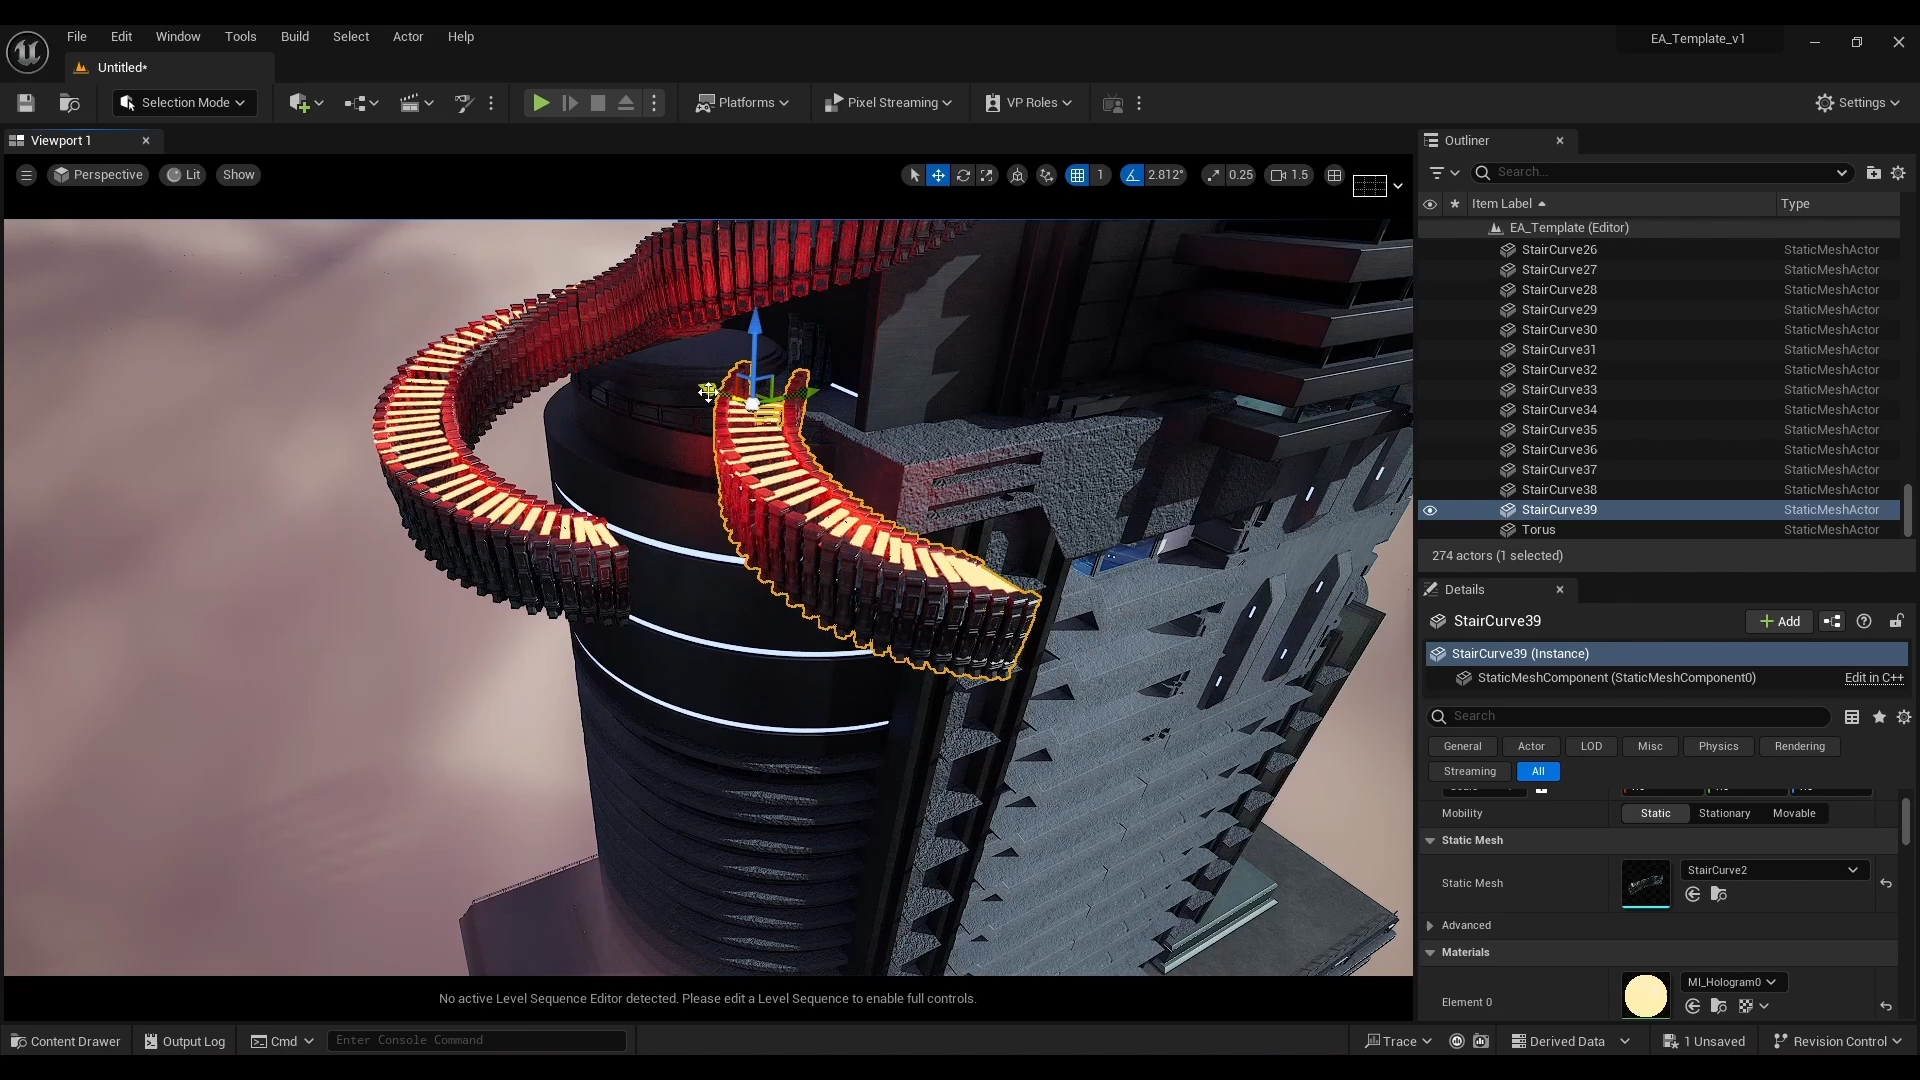 File Edit Window Tools Build Select Actor Help
EA_Template_v1
Untitled*
Selection Mode
Platforms
Pixel Streaming
VP Roles
Settings
Viewport 1
Outliner
Perspective Lit Show
1 2.812° 0.25 1.5
Search...
Item Label Type
EA_Template (Editor)
StairCurve26 StaticMeshActor
StairCurve27 StaticMeshActor
StairCurve28 StaticMeshActor
StairCurve29 StaticMeshActor
StairCurve30 StaticMeshActor
StairCurve31 StaticMeshActor
StairCurve32 StaticMeshActor
StairCurve33 StaticMeshActor
StairCurve34 StaticMeshActor
StairCurve35 StaticMeshActor
StairCurve36 StaticMeshActor
StairCurve37 StaticMeshActor
StairCurve38 StaticMeshActor
StairCurve39 StaticMeshActor
Torus StaticMeshActor
274 actors (1 selected)
Details
StairCurve39
Add
StairCurve39 (Instance)
StaticMeshComponent (StaticMeshComponent0) Edit in C++
Search
General Actor LOD Misc Physics Rendering
Streaming All
Mobility Static Stationary Movable
Static Mesh
Static Mesh StairCurve2
Advanced
Materials
Element 0 MI_Hologram0
No active Level Sequence Editor detected. Please edit a Level Sequence to enable full controls.
Content Drawer Output Log Cmd Enter Console Command
Trace Derived Data 1 Unsaved Revision Control